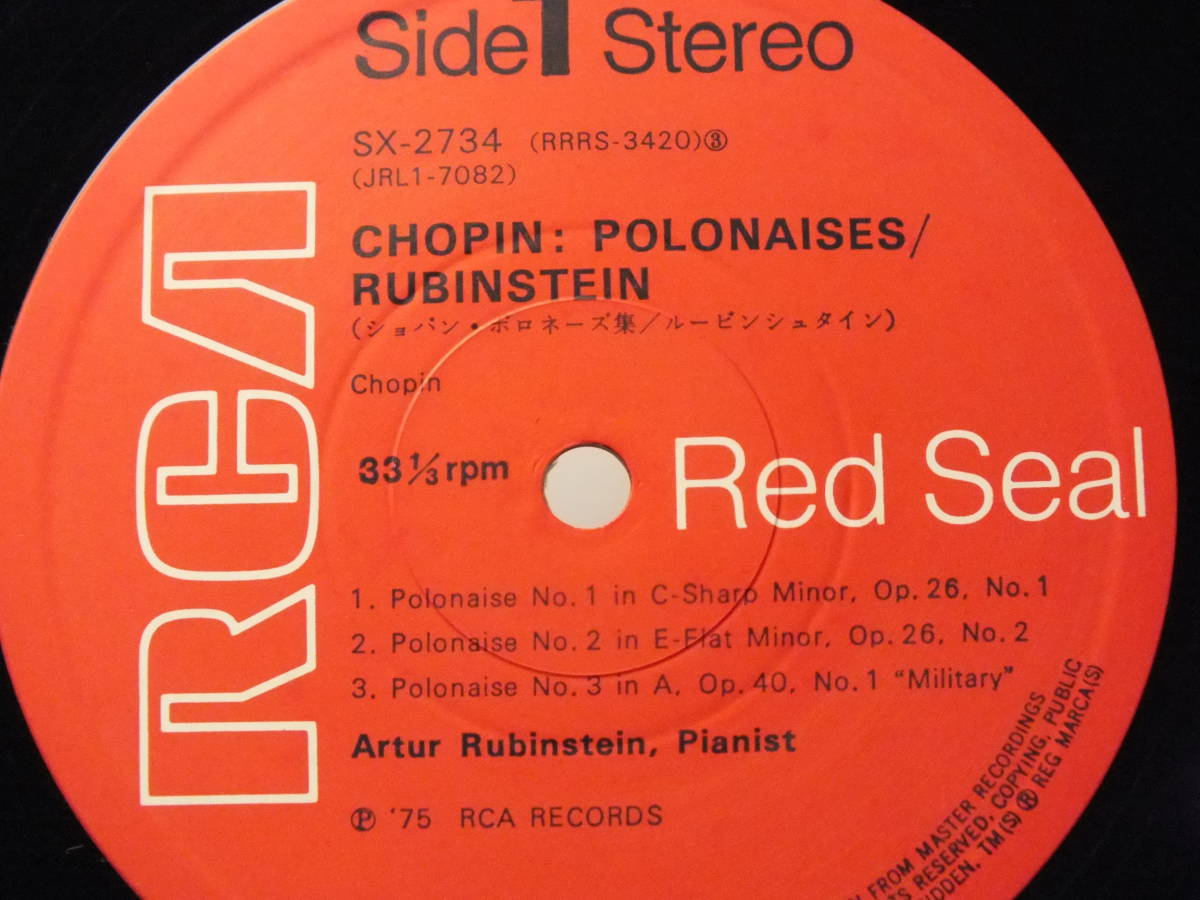 Side 1 Stereo
SX-2734 (RRRS-3420)③
(JRL1-7082)
CHOPIN: POLONAISES/
RUBINSTEIN
(ショパン・ポロネーズ集/ルービンシュタイン)
Chopin
33 1/3 rpm
RCA
Red Seal
1. Polonaise No. 1 in C-Sharp Minor, Op. 26, No. 1
2. Polonaise No. 2 in E-Flat Minor, Op. 26, No. 2
3. Polonaise No. 3 in A, Op. 40, No. 1 "Military"
Artur Rubinstein, Pianist
Ⓟ '75 RCA RECORDS
FROM MASTER RECORDINGS
RESERVED, COPYING, PUBLIC
TM(S) ® REG MARCA(S)